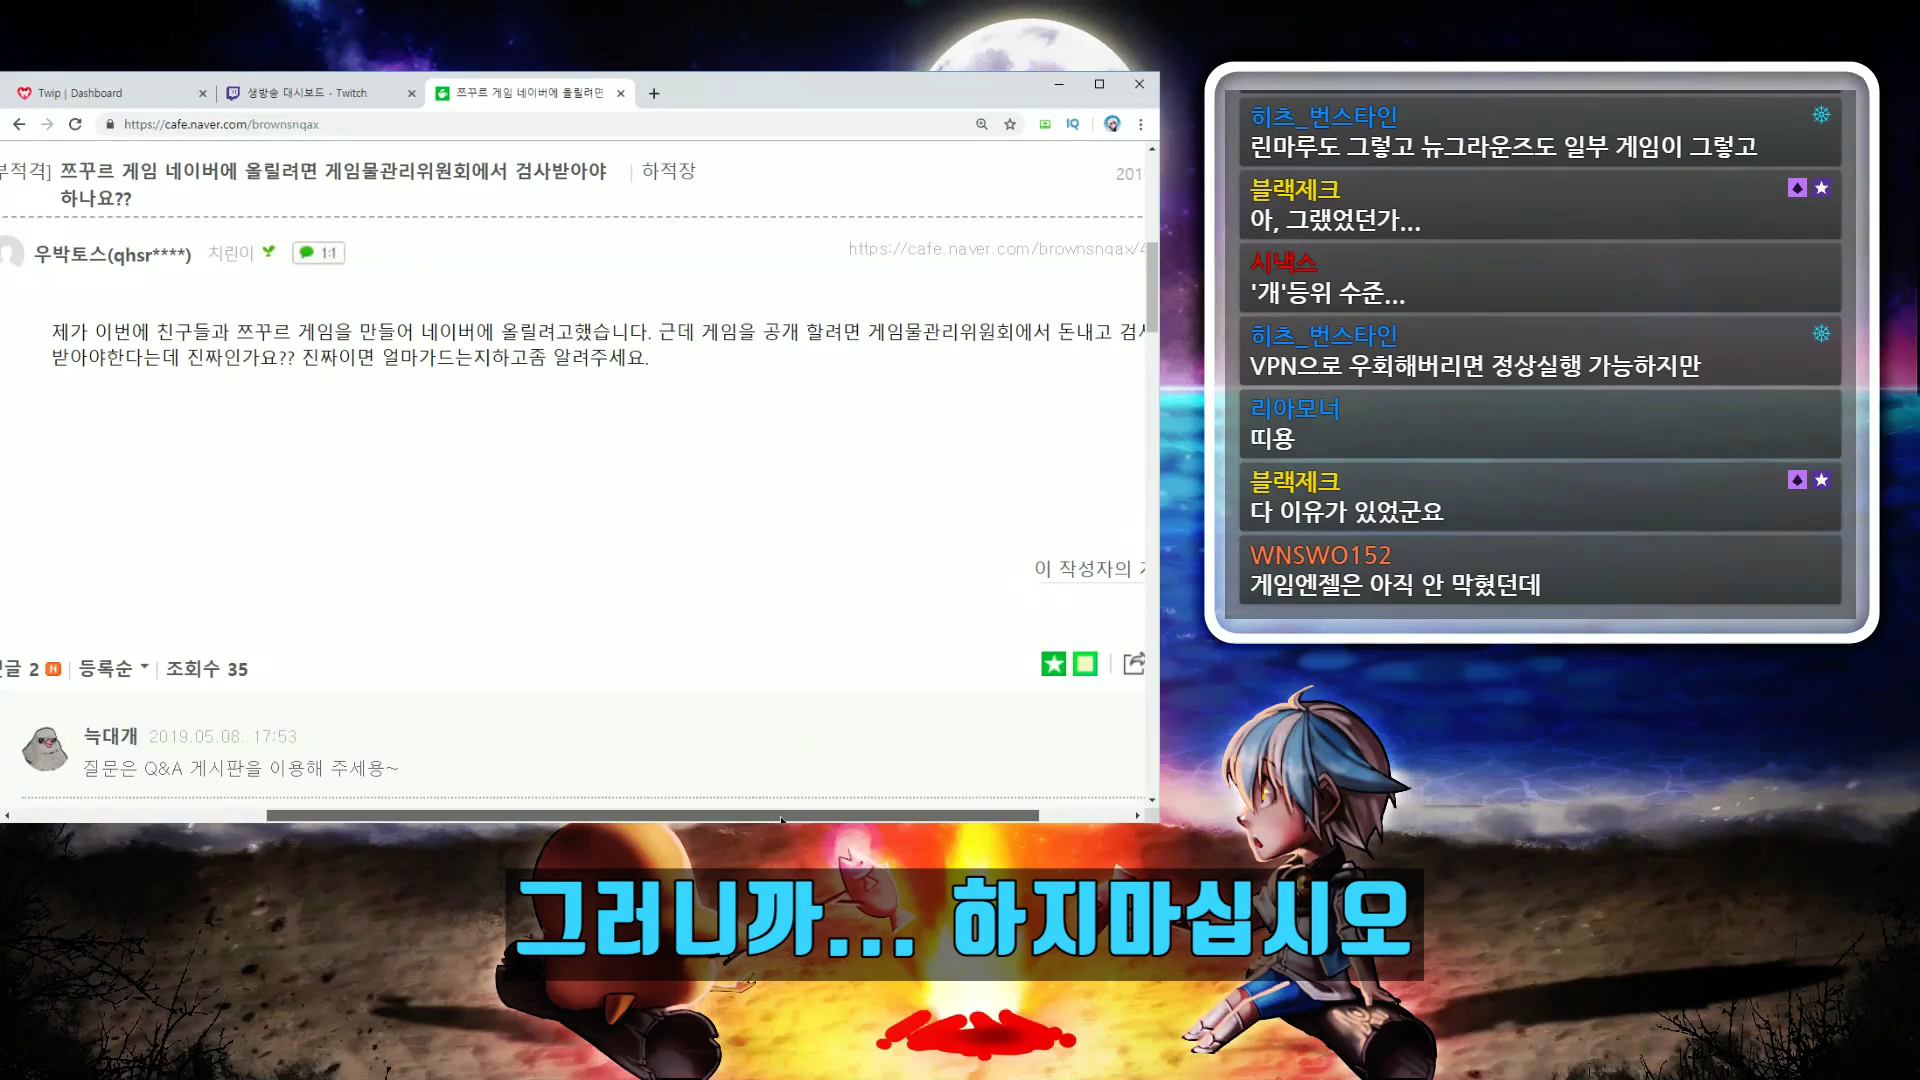 Twip | Dashboard
생방송 대시보드 - Twitch
쯔꾸르 게임 네이버에 올릴려면
https://cafe.naver.com/brownsnqax
IQ
부적격] 쯔꾸르 게임 네이버에 올릴려면 게임물관리위원회에서 검사받아야 하적장
201
하나요??
우박토스(qhsr****) 치린이 1:1
https://cafe.naver.com/brownsnqax/4
제가 이번에 친구들과 쯔꾸르 게임을 만들어 네이버에 올릴려고했습니다. 근데 게임을 공개 할려면 게임물관리위원회에서 돈내고 검사
받아야한다는데 진짜인가요?? 진짜이면 얼마가드는지하고좀 알려주세요.
이 작성자의
댓글 2 N 등록순 조회수 35
늑대개 2019.05.08. 17:53
질문은 Q&A 게시판을 이용해 주세용~
히츠_번스타인
린마루도 그렇고 뉴그라운즈도 일부 게임이 그렇고
블랙제크
아, 그랬었던가...
시낵스
'개'등위 수준...
히츠_번스타인
VPN으로 우회해버리면 정상실행 가능하지만
리아모너
띠용
블랙제크
다 이유가 있었군요
WNSWO152
게임엔젤은 아직 안 막혔던데
그러니까... 하지마십시오